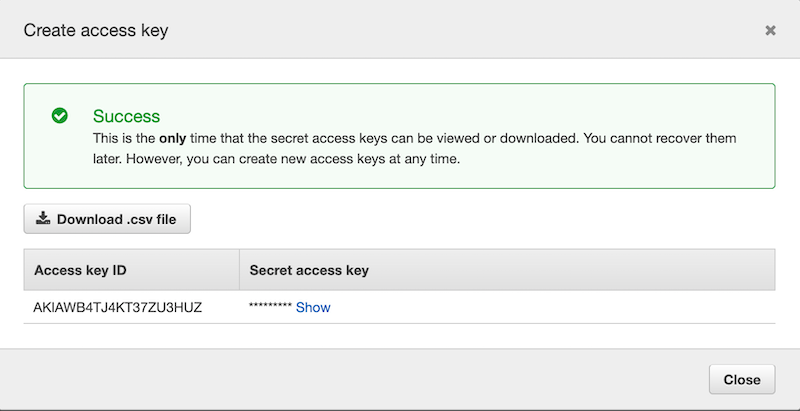 Create access key
Success
This is the only time that the secret access keys can be viewed or downloaded. You cannot recover them
later. However, you can create new access keys at any time.
Download .csv file
Access key ID Secret access key
AKIAWB4TJ4KT37ZU3HUZ ********* Show
Close